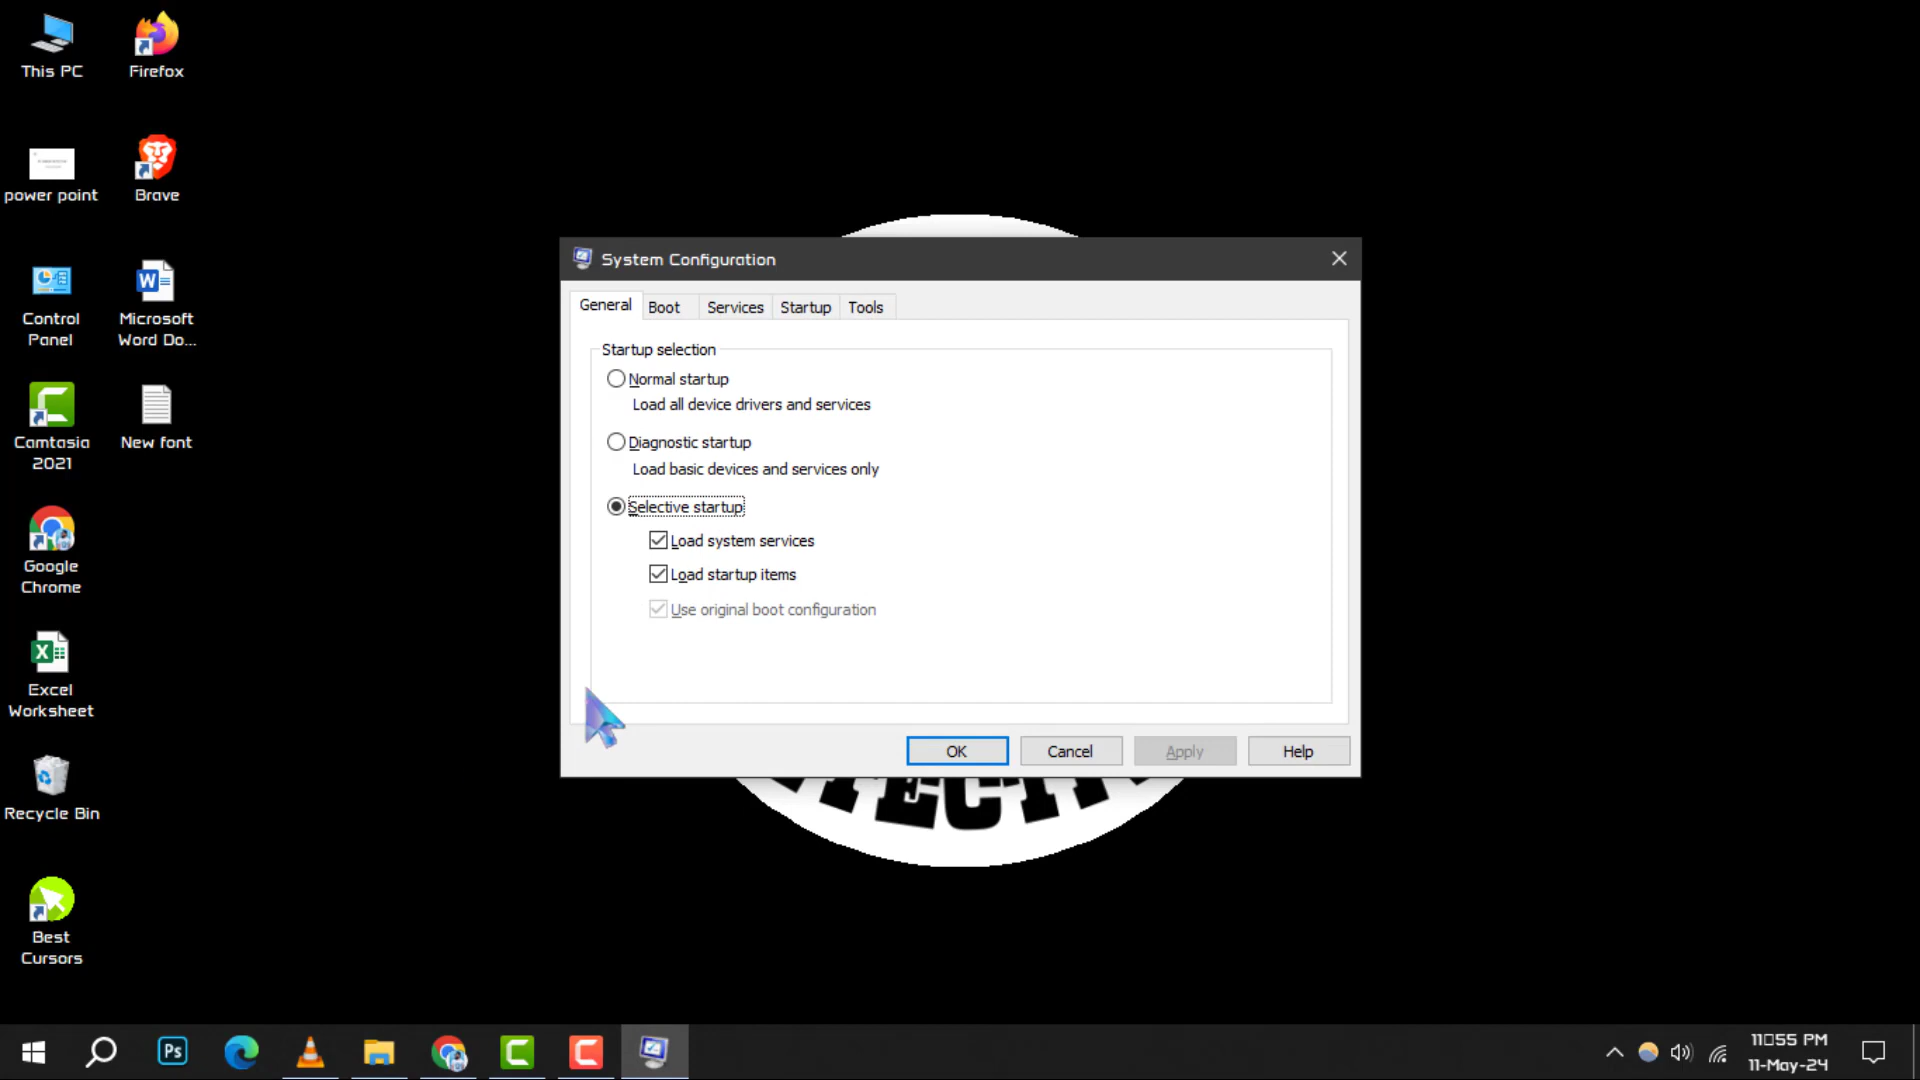 This PC
Firefox
power point
Brave
Control
Panel
Microsoft
Word Do...
Camtasia
2021
New font
Google
Chrome
Excel
Worksheet
Recycle Bin
Best
Cursors
System Configuration
General
Boot
Services
Startup
Tools
Startup selection
Normal startup
Load all device drivers and services
Diagnostic startup
Load basic devices and services only
Selective startup
Load system services
Load startup items
Use original boot configuration
OK
Cancel
Apply
Help
Ps
11□55 PM
11-May-24